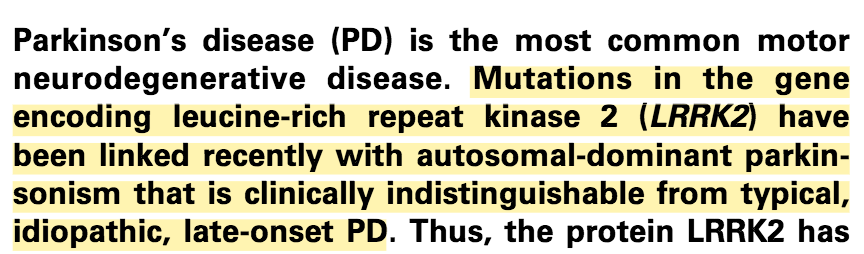 Parkinson’s disease (PD) is the most common motor
neurodegenerative disease. Mutations in the gene
encoding leucine-rich repeat kinase 2 (LRRK2) have
been linked recently with autosomal-dominant parkin-
sonism that is clinically indistinguishable from typical,
idiopathic, late-onset PD. Thus, the protein LRRK2 has